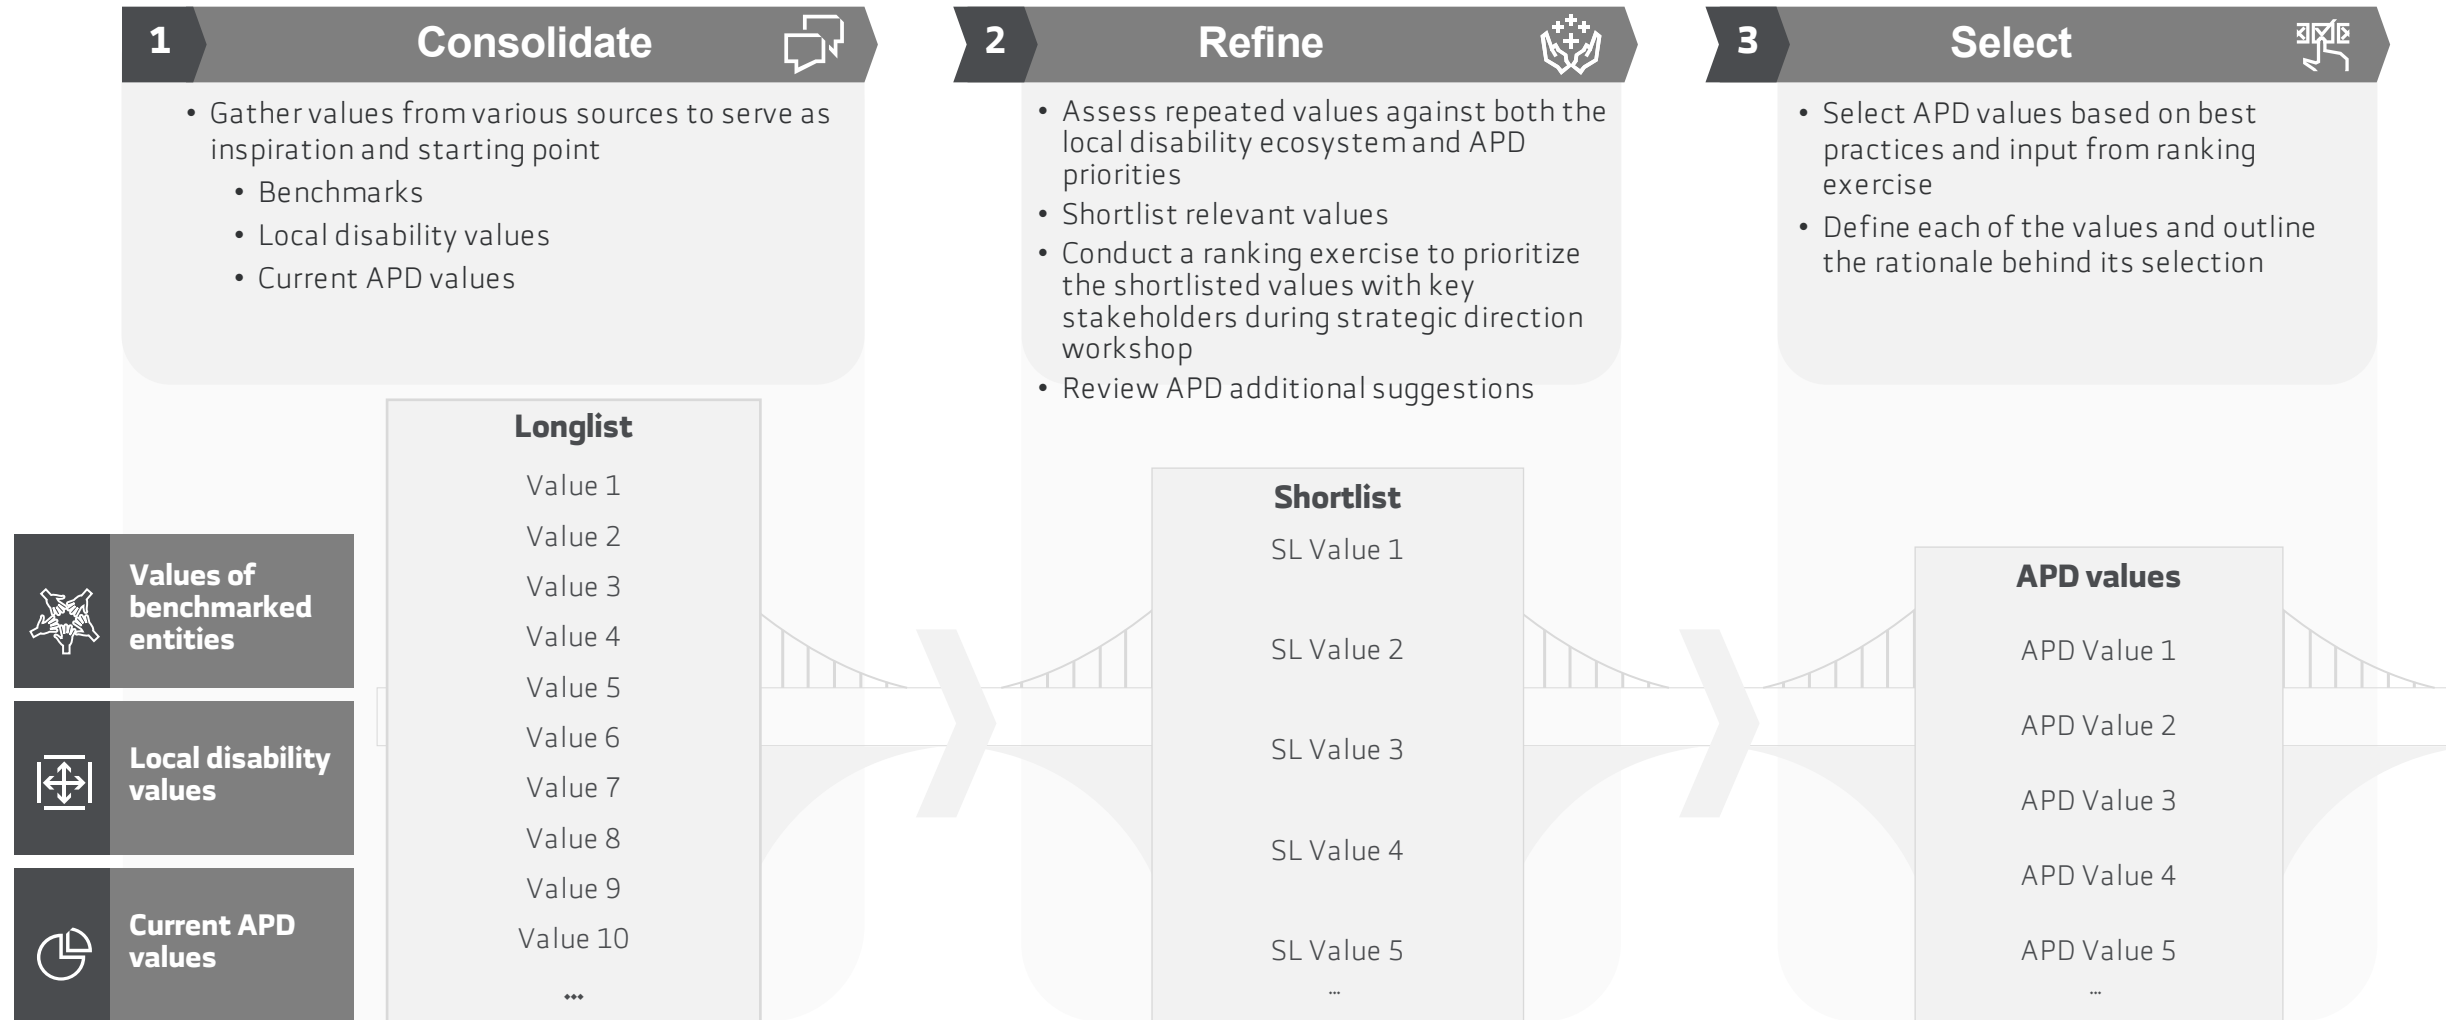 1
Consolidate
• Gather values from various sources to serve as
inspiration and starting point
• Benchmarks
• Local disability values
• Current APD values
2
Refine
• Assess repeated values against both the
local disability ecosystem and APD
priorities
• Shortlist relevant values
• Conduct a ranking exercise to prioritize
the shortlisted values with key
stakeholders during strategic direction
workshop
• Review APD additional suggestions
3
Select
• Select APD values based on best
practices and input from ranking
exercise
• Define each of the values and outline
the rationale behind its selection
Values of
benchmarked
entities
Local disability
values
Current APD
values
Longlist
Value 1
Value 2
Value 3
Value 4
Value 5
Value 6
Value 7
Value 8
Value 9
Value 10
...
Shortlist
SL Value 1
SL Value 2
SL Value 3
SL Value 4
SL Value 5
...
APD values
APD Value 1
APD Value 2
APD Value 3
APD Value 4
APD Value 5
...